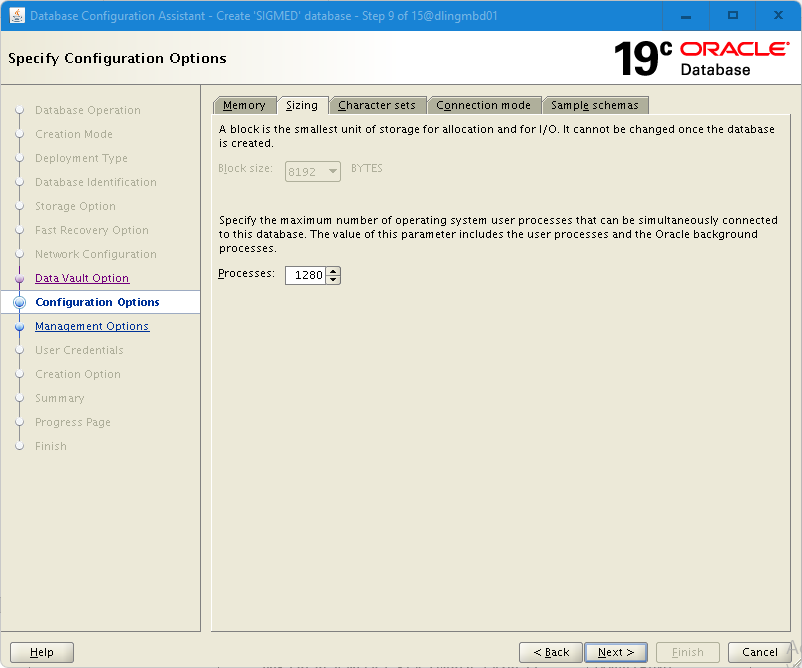 Database Configuration Assistant - Create 'SIGMED' database - Step 9 of 15@dlingmbd01
Specify Configuration Options
19c ORACLE
Database
Database Operation
Creation Mode
Deployment Type
Database Identification
Storage Option
Fast Recovery Option
Network Configuration
Data Vault Option
Configuration Options
Management Options
User Credentials
Creation Option
Summary
Progress Page
Finish
Memory Sizing Character sets Connection mode Sample schemas
A block is the smallest unit of storage for allocation and for I/O. It cannot be changed once the database
is created.
Block size: 8192 BYTES
Specify the maximum number of operating system user processes that can be simultaneously connected
to this database. The value of this parameter includes the user processes and the Oracle background
processes.
Processes: 1280
Help < Back Next > Finish Cancel